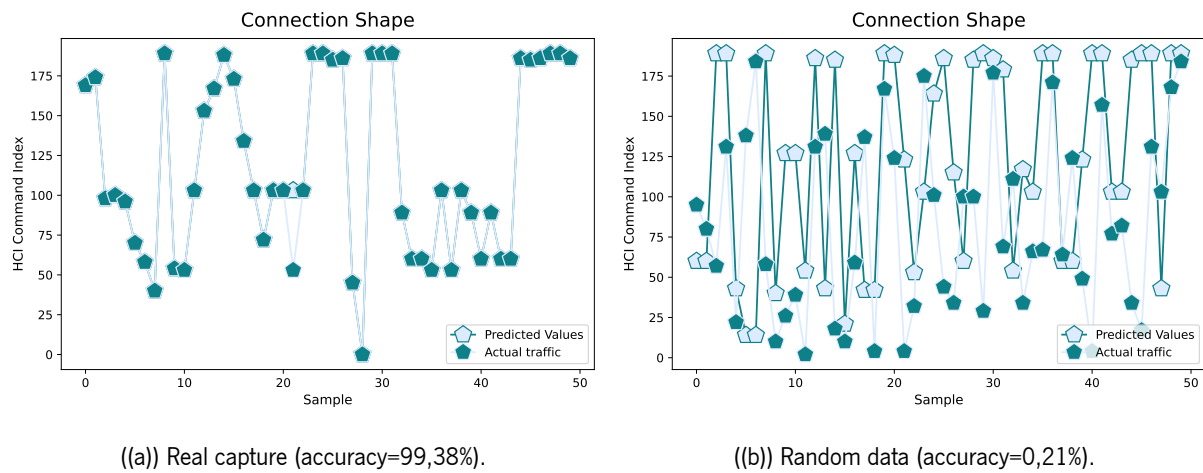 Connection Shape
HCI Command Index
175
150
125
100
75
50
25
0
0
10
20
30
40
50
Sample
Predicted Values
Actual traffic
((a)) Real capture (accuracy=99,38%).
Connection Shape
HCI Command Index
175
150
125
100
75
50
25
0
0
10
20
30
40
50
Sample
Predicted Values
Actual traffic
((b)) Random data (accuracy=0,21%).